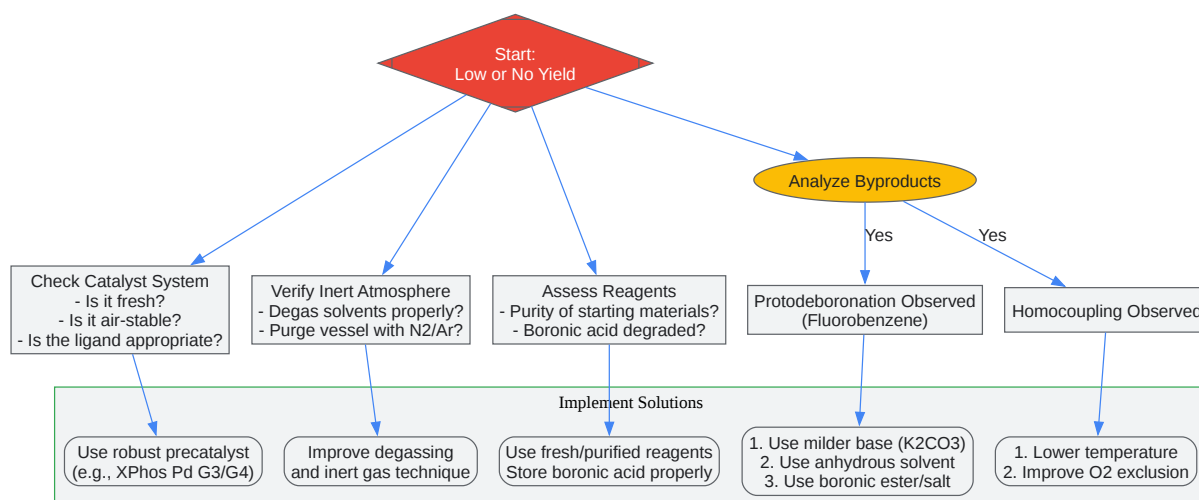 Start:
Low or No Yield
Analyze Byproducts
Yes
Yes
Check Catalyst System
- Is it fresh?
- Is it air-stable?
- Is the ligand appropriate?
Verify Inert Atmosphere
- Degas solvents properly?
- Purge vessel with N2/Ar?
Assess Reagents
- Purity of starting materials?
- Boronic acid degraded?
Protodeboronation Observed
(Fluorobenzene)
Homocoupling Observed
Implement Solutions
Use robust precatalyst
(e.g., XPhos Pd G3/G4)
Improve degassing
and inert gas technique
Use fresh/purified reagents
Store boronic acid properly
1. Use milder base (K2CO3)
2. Use anhydrous solvent
3. Use boronic ester/salt
1. Lower temperature
2. Improve O2 exclusion